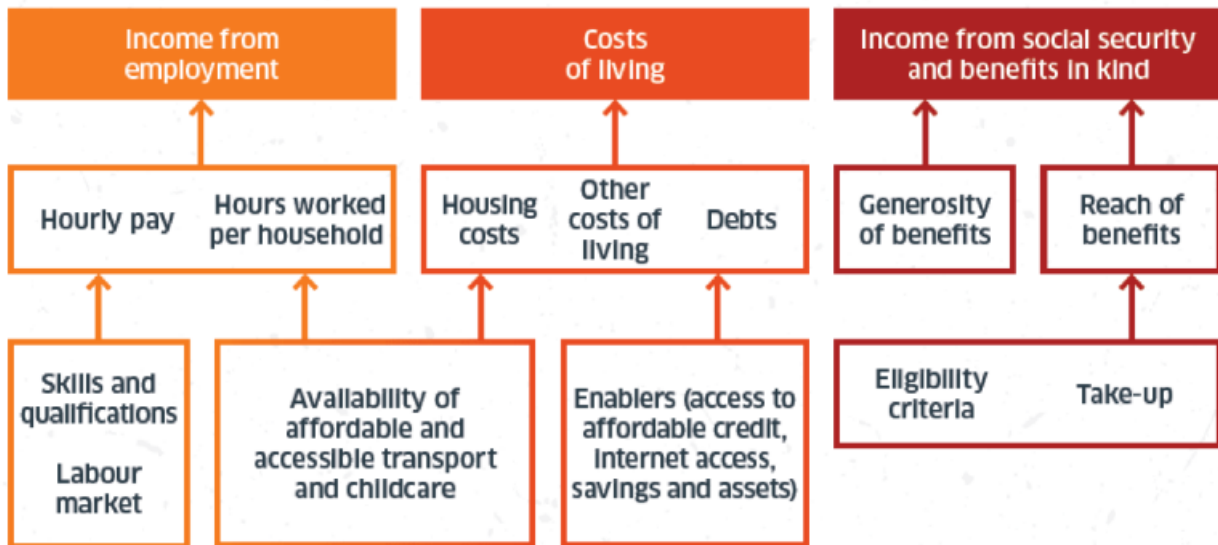 Income from
employment
Costs
of living
Income from social security
and benefits in kind
Hourly pay
Hours worked
per household
Housing
costs
Other
costs of
living
Debts
Generosity
of benefits
Reach of
benefits
Skills and
qualifications
Labour
market
Availability of
affordable and
accessible transport
and childcare
Enablers (access to
affordable credit,
internet access,
savings and assets)
Eligibility
criteria
Take-up